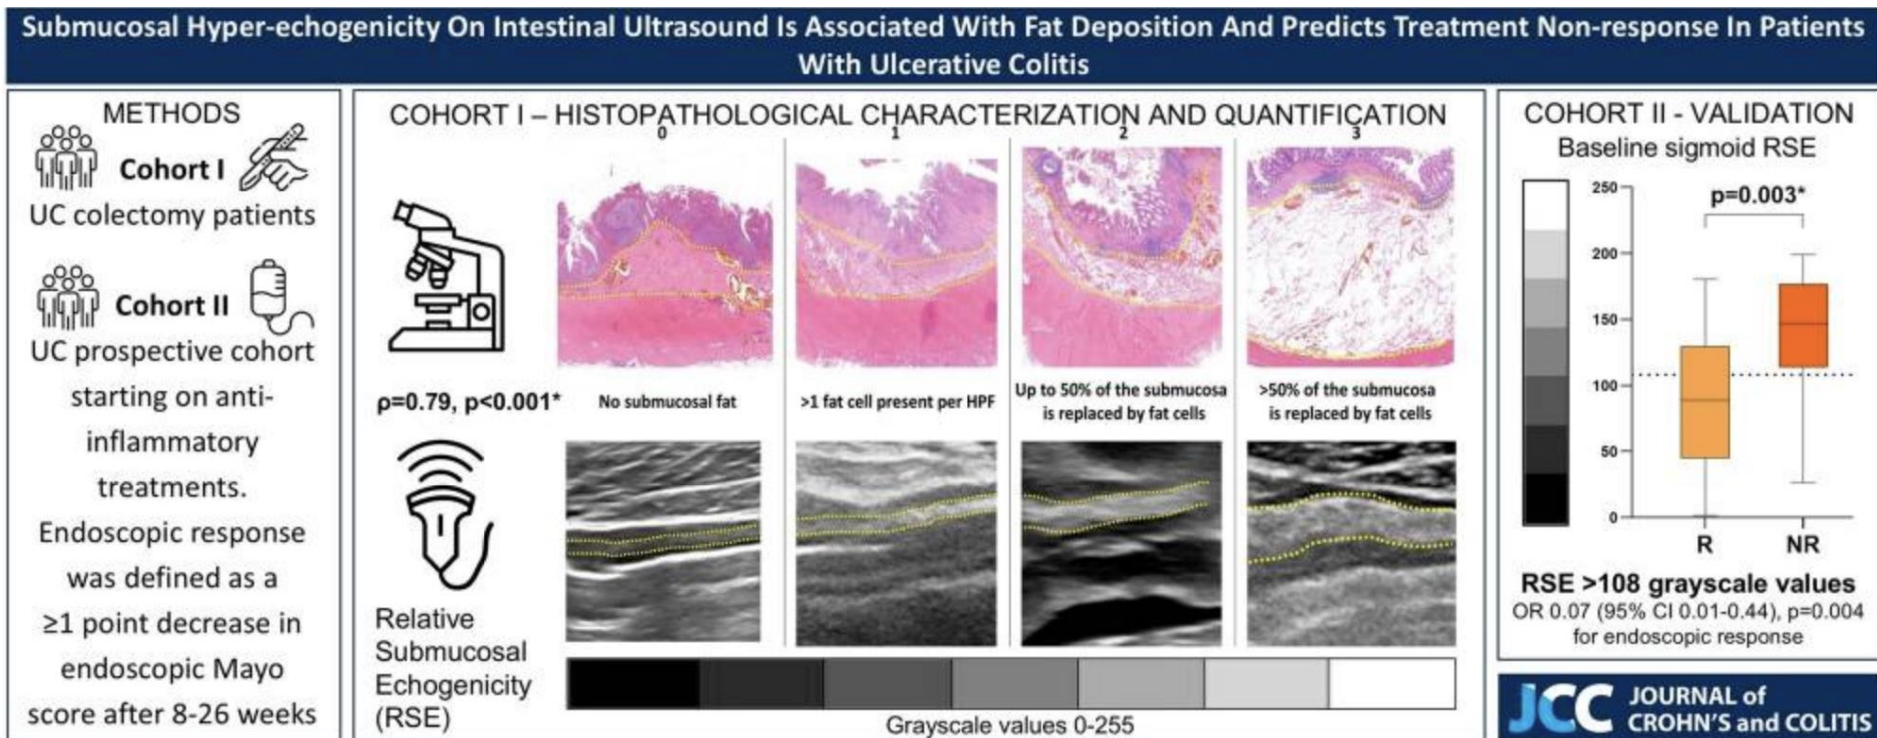 Submucosal Hyper-echogenicity On Intestinal Ultrasound Is Associated With Fat Deposition And Predicts Treatment Non-response In Patients
With Ulcerative Colitis
METHODS
Cohort I
UC colectomy patients
Cohort II
UC prospective cohort
starting on anti-
inflammatory
treatments.
Endoscopic response
was defined as a
≥1 point decrease in
endoscopic Mayo
score after 8-26 weeks
COHORT I – HISTOPATHOLOGICAL CHARACTERIZATION AND QUANTIFICATION
0
1
2
3
ρ=0.79, p<0.001*
No submucosal fat
>1 fat cell present per HPF
Up to 50% of the submucosa
is replaced by fat cells
>50% of the submucosa
is replaced by fat cells
Relative
Submucosal
Echogenicity
(RSE)
Grayscale values 0-255
COHORT II - VALIDATION
Baseline sigmoid RSE
p=0.003*
250
200
150
100
50
0
R
NR
RSE >108 grayscale values
OR 0.07 (95% CI 0.01-0.44), p=0.004
for endoscopic response
JCC
JOURNAL of
CROHN'S and COLITIS